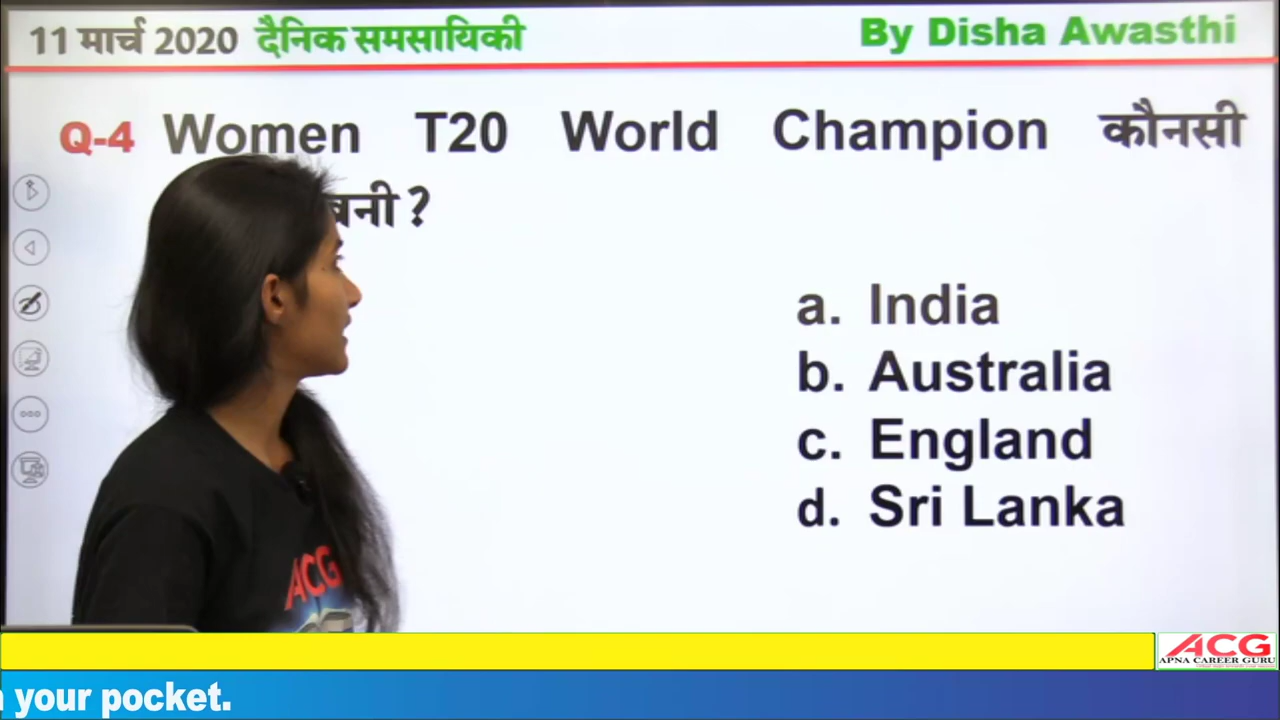 11 मार्च 2020 दैनिक समसायिकी
By Disha Awasthi
Q-4 Women T20 World Champion कौनसी
बनी ?
a. India
b. Australia
c. England
d. Sri Lanka
ACG
ACG
APNA CAREER GURU
your pocket.